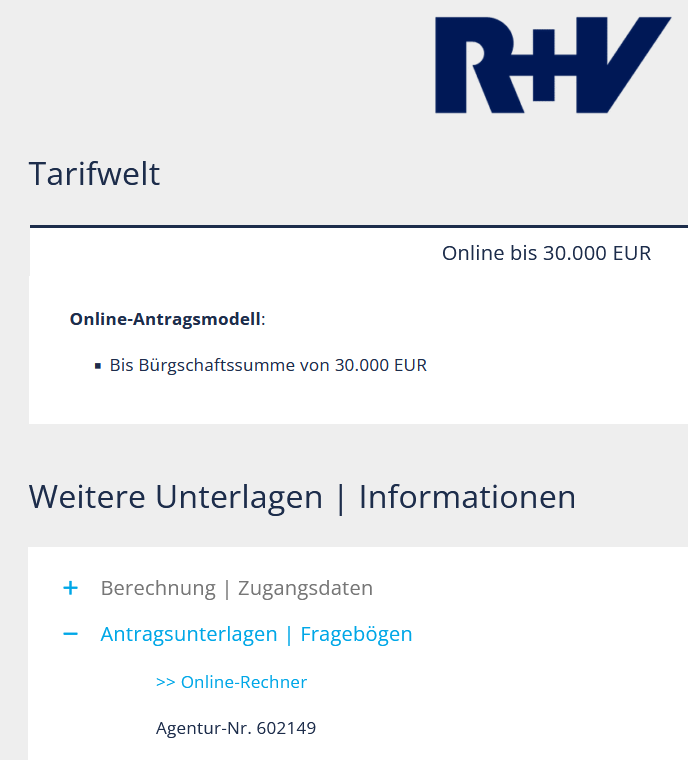 R+V
Tarifwelt
Online bis 30.000 EUR
Online-Antragsmodell:
▪ Bis Bürgschaftssumme von 30.000 EUR
Weitere Unterlagen | Informationen
+ Berechnung | Zugangsdaten
− Antragsunterlagen | Fragebögen
>> Online-Rechner
Agentur-Nr. 602149